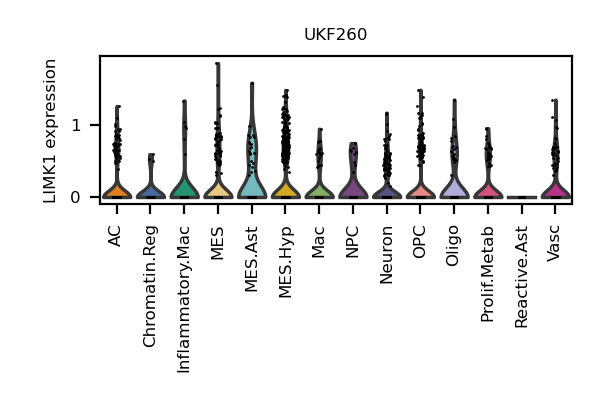 UKF260
LIMK1 expression
1
0
AC
Chromatin.Reg
Inflammatory.Mac
MES
MES.Ast
MES.Hyp
Mac
NPC
Neuron
OPC
Oligo
Prolif.Metab
Reactive.Ast
Vasc